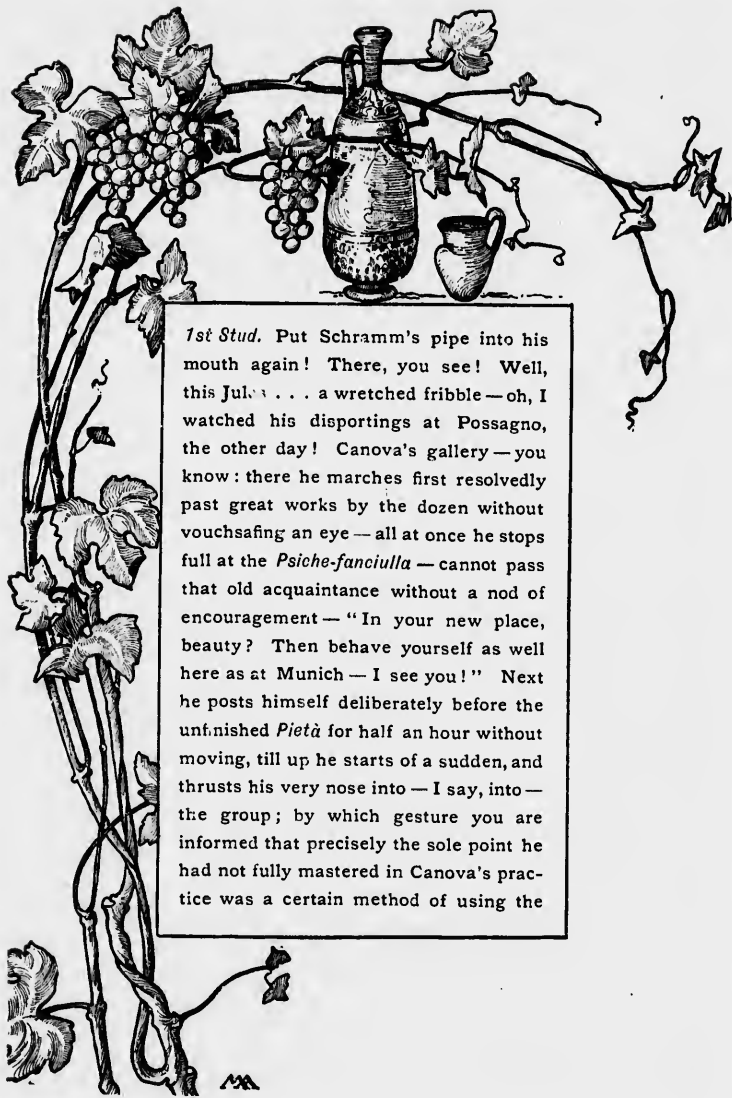 1st Stud. Put Schramm's pipe into his
mouth again! There, you see! Well,
this . . . a wretched fribble — oh, I
watched his disportings at Possagno,
the other day! Canova's gallery — you
know: there he marches first resolvedly
past great works by the dozen without
vouchsafing an eye — all at once he stops
full at the Psiche-fanciulla — cannot pass
that old acquaintance without a nod of
encouragement — "In your new place,
beauty? Then behave yourself as well
here as at Munich — I see you!" Next
he posts himself deliberately before the
unfinished Pietà for half an hour without
moving, till up he starts of a sudden, and
thrusts his very nose into — I say, into —
the group; by which gesture you are
informed that precisely the sole point he
had not fully mastered in Canova's prac-
tice was a certain method of using the